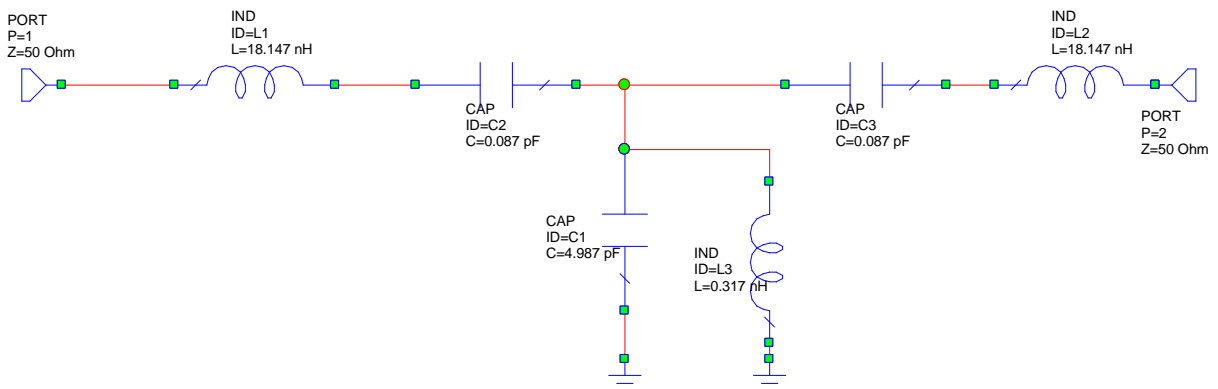 PORT
P=1
Z=50 Ohm
IND
ID=L1
L=18.147 nH
CAP
ID=C2
C=0.087 pF
CAP
ID=C3
C=0.087 pF
IND
ID=L2
L=18.147 nH
PORT
P=2
Z=50 Ohm
CAP
ID=C1
C=4.987 pF
IND
ID=L3
L=0.317 nH